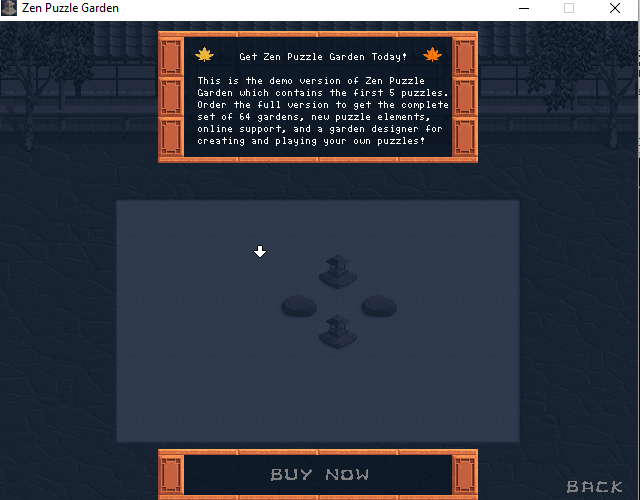 Zen Puzzle Garden
Get Zen Puzzle Garden Today!
This is the demo version of Zen Puzzle
Garden which contains the first 5 puzzles.
Order the full version to get the complete
set of 64 gardens, new puzzle elements,
online support, and a garden designer for
creating and playing your own puzzles!
BUY NOW
BACK